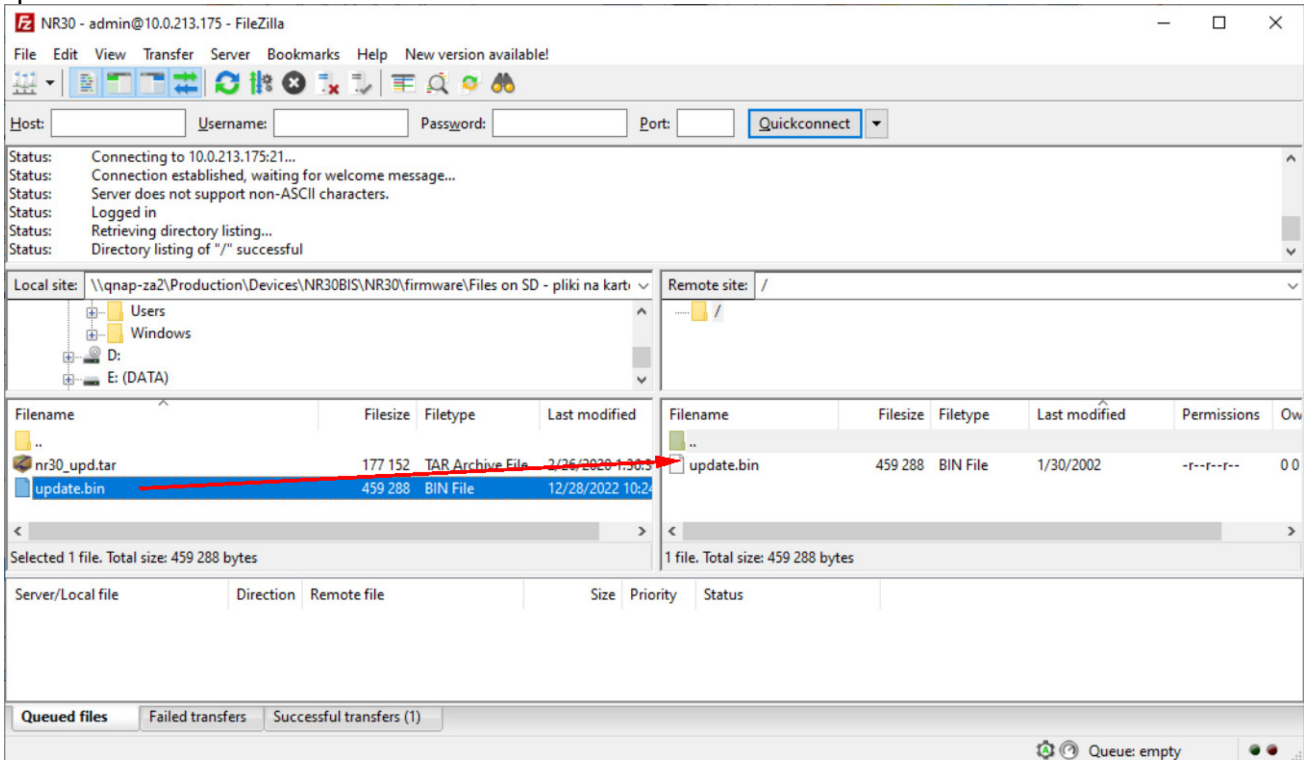 NR30 - admin@10.0.213.175 - FileZilla
File Edit View Transfer Server Bookmarks Help New version available!
Host: Username: Password: Port: Quickconnect
Status: Connecting to 10.0.213.175:21...
Status: Connection established, waiting for welcome message...
Status: Server does not support non-ASCII characters.
Status: Logged in
Status: Retrieving directory listing...
Status: Directory listing of "/" successful
Local site: \\qnap-za2\Production\Devices\NR30BIS\NR30\firmware\Files on SD - pliki na karti Remote site: /
Users /
Windows
D:
E: (DATA)
Filename Filesize Filetype Last modified Filename Filesize Filetype Last modified Permissions Ow
.. ..
nr30_upd.tar 177 152 TAR Archive File 2/26/2020 update.bin 459 288 BIN File 1/30/2002 -r--r--r-- 0 0
update.bin 459 288 BIN File 12/28/2022 10:24
Selected 1 file. Total size: 459 288 bytes 1 file. Total size: 459 288 bytes
Server/Local file Direction Remote file Size Priority Status
Queued files Failed transfers Successful transfers (1)
Queue: empty